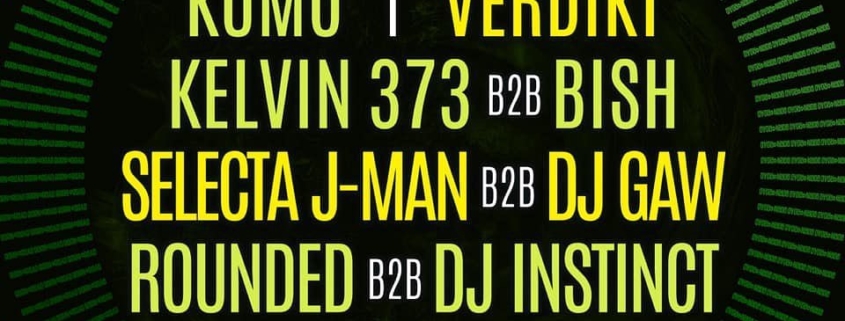 KOMO | VERDIKT
KELVIN 373 B2B BISH
SELECTA J-MAN B2B DJ GAW
ROUNDED B2B DJ INSTINCT